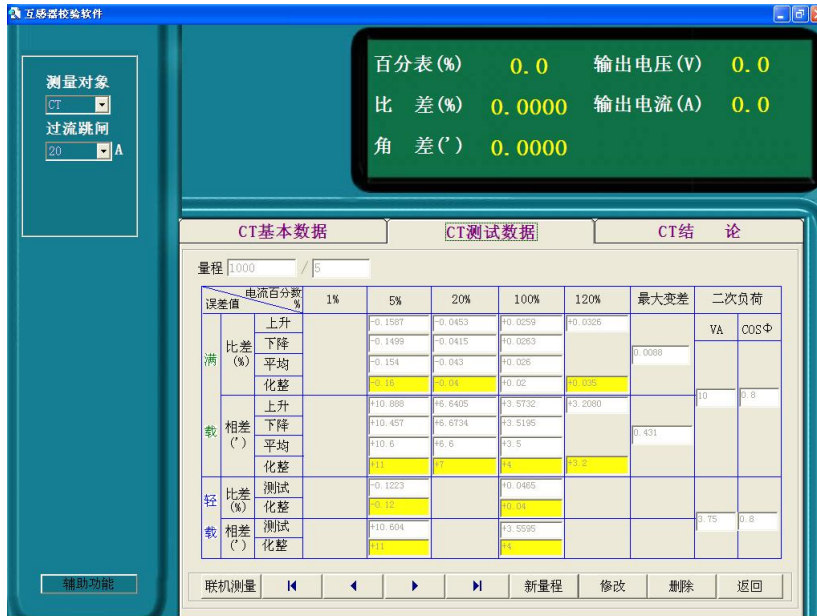 互感器校验软件
测量对象
CT
过流跳闸
20 A
百分表(%) 0.0 输出电压(V) 0.0
比 差(%) 0.0000 输出电流(A) 0.0
角 差(′) 0.0000
CT基本数据 CT测试数据 CT结 论
量程 1000 / 5
电流百分数 % 误差值 1% 5% 20% 100% 120% 最大变差 二次负荷
VA COSΦ
满载 比差(%) 上升 -0.1587 -0.0453 +0.0259 +0.0326
下降 -0.1499 -0.0415 +0.0263
0.0088
平均 -0.154 -0.043 +0.026
化整 -0.16 -0.04 +0.02 +0.035
10 0.8
相差(′) 上升 +10.888 +6.6405 +3.5732 +3.2080
下降 +10.457 +6.6734 +3.5195
0.431
平均 +10.6 +6.6 +3.5
化整 +11 +7 +4 +3.2
轻载 比差(%) 测试 -0.1223 +0.0465
化整 -0.12 +0.04
3.75 0.8
相差(′) 测试 +10.604 +3.5595
化整 +11 +4
辅助功能
联机测量 新量程 修改 删除 返回